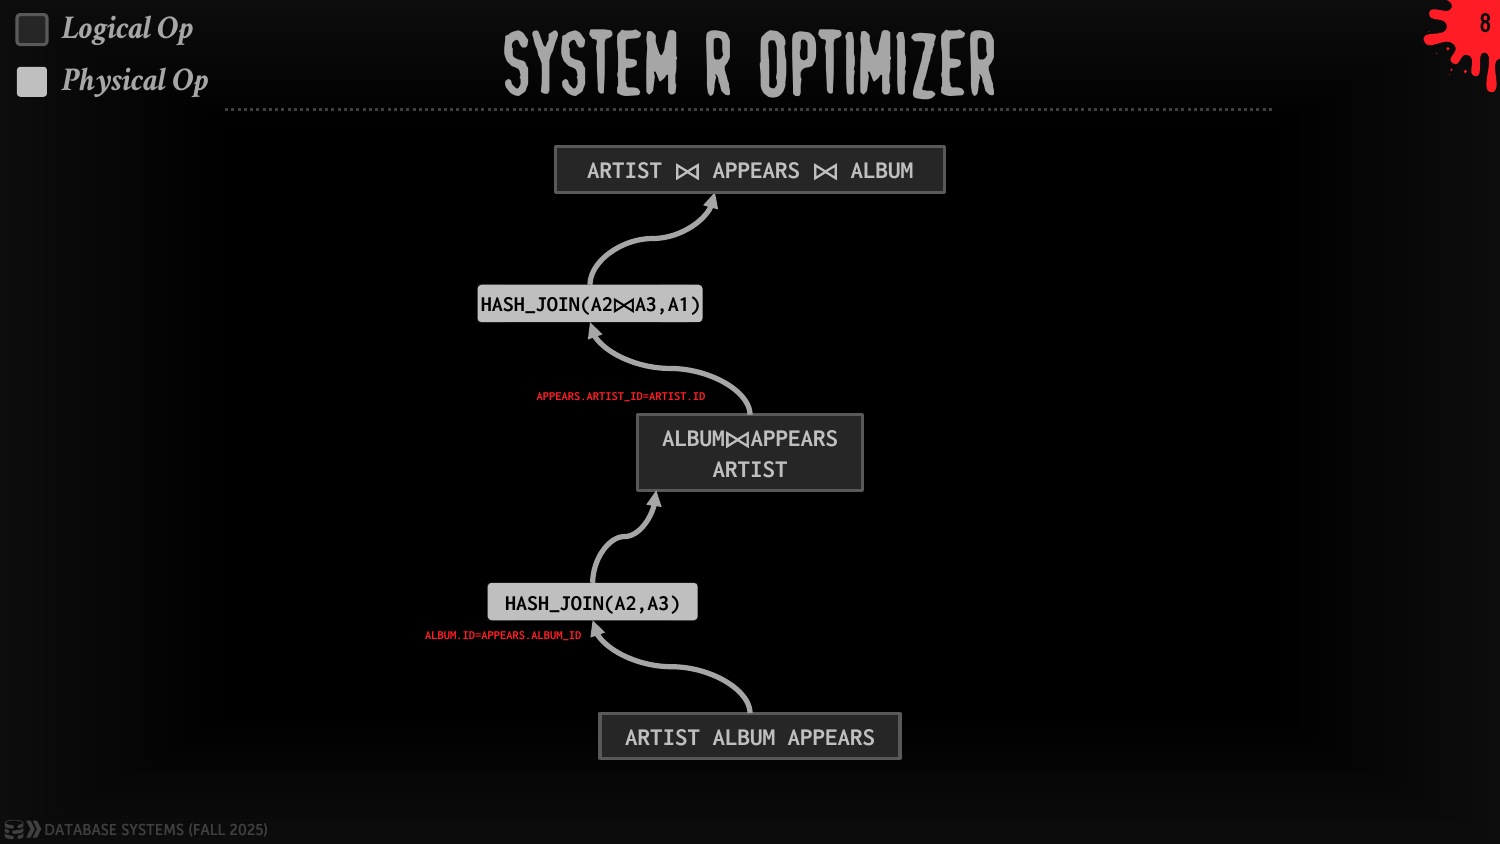 Logical Op
Physical Op
SYSTEM R OPTIMIZER
8
ARTIST ⋈ APPEARS ⋈ ALBUM
HASH_JOIN(A2⋈A3,A1)
APPEARS.ARTIST_ID=ARTIST.ID
ALBUM⋈APPEARS
ARTIST
HASH_JOIN(A2,A3)
ALBUM.ID=APPEARS.ALBUM_ID
ARTIST ALBUM APPEARS
DATABASE SYSTEMS (FALL 2025)